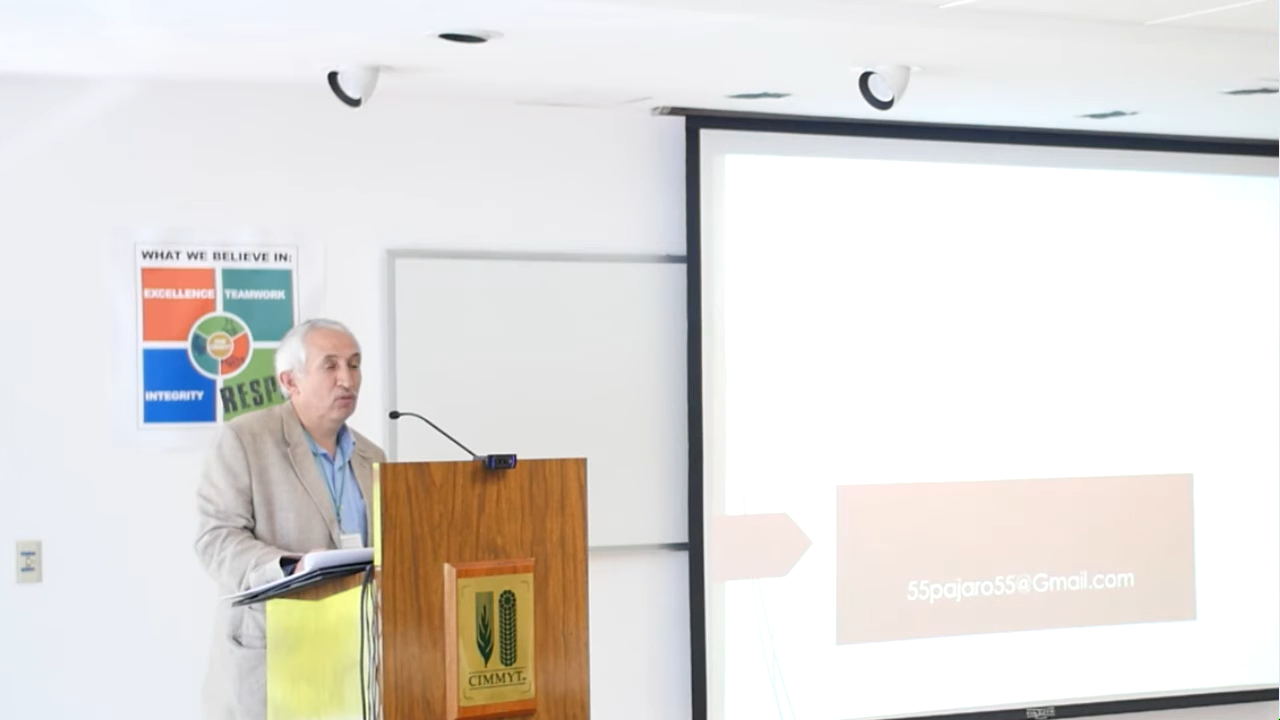 WHAT WE BELIEVE IN:
EXCELLENCE
TEAMWORK
INTEGRITY
RESP
CIMMYT
55pajaro55@Gmail.com